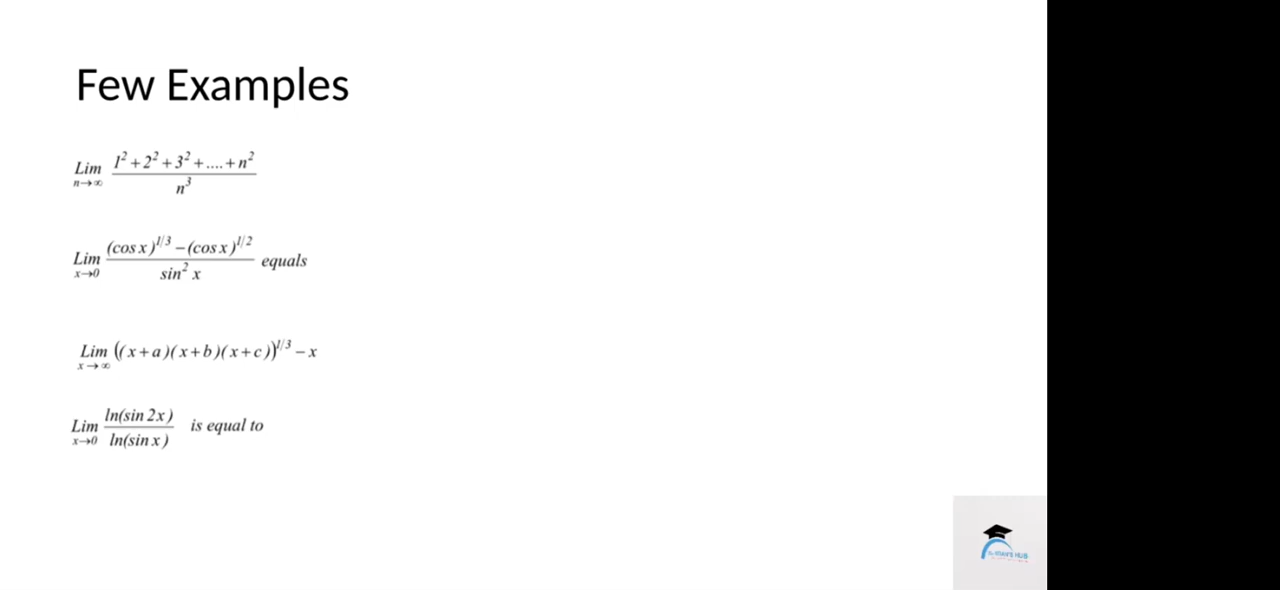 Few Examples
Lim n→∞ (1² + 2² + 3² + .... + n²) / n³
Lim x→0 ((cos x)^1/3 − (cos x)^1/2) / sin² x equals
Lim x→∞ ((x+a)(x+b)(x+c))^1/3 − x
Lim x→0 ln(sin 2x) / ln(sin x) is equal to
HUB